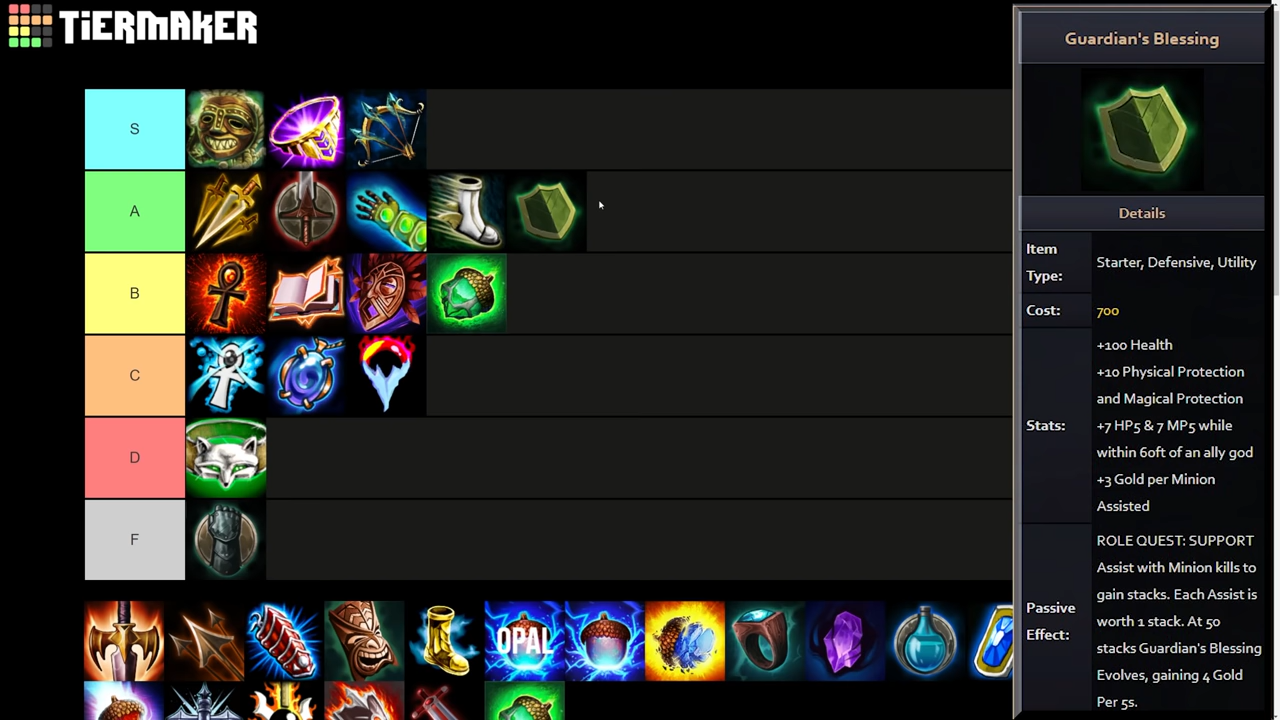 TiERMAKER
S
A
B
C
D
F
OPAL
Guardian's Blessing
Details
Item
Type:
Starter, Defensive, Utility
Cost:
700
Stats:
+100 Health
+10 Physical Protection
and Magical Protection
+7 HP5 & 7 MP5 while
within 60ft of an ally god
+3 Gold per Minion
Assisted
Passive
Effect:
ROLE QUEST: SUPPORT
Assist with Minion kills to
gain stacks. Each Assist is
worth 1 stack. At 50
stacks Guardian's Blessing
Evolves, gaining 4 Gold
Per 5s.